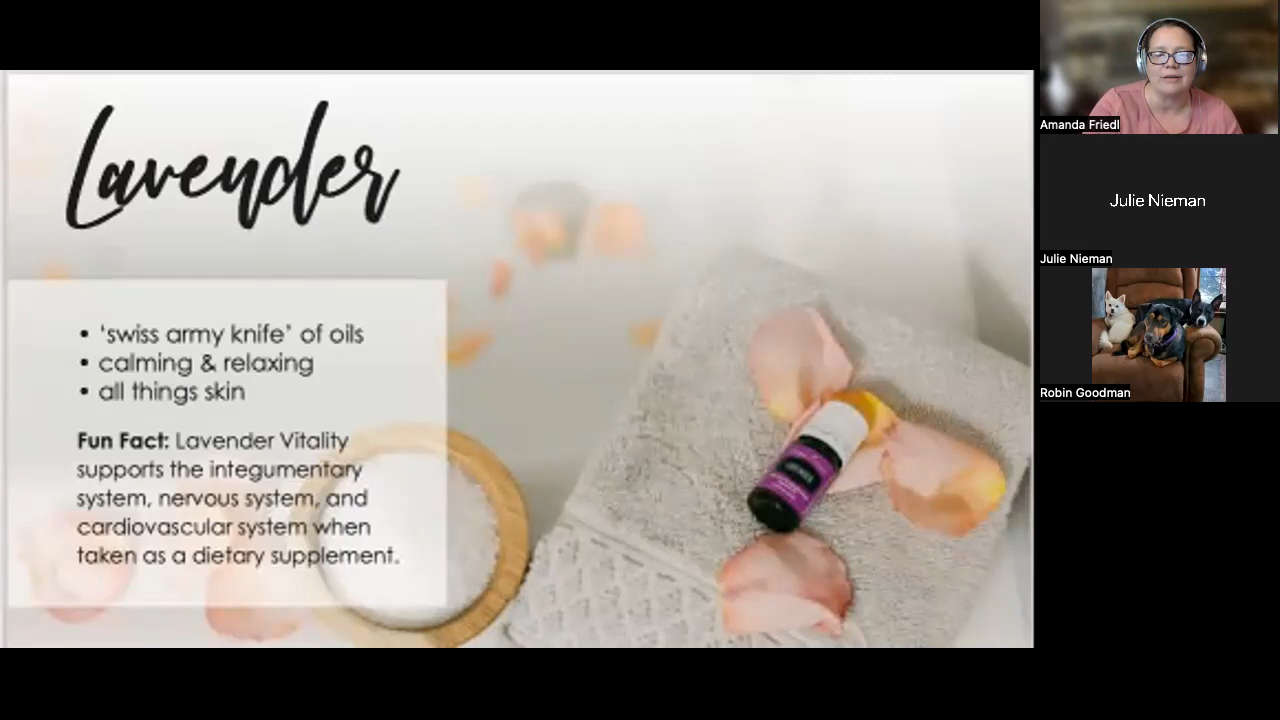 Lavender
• ‘swiss army knife’ of oils
• calming & relaxing
• all things skin
Fun Fact: Lavender Vitality
supports the integumentary
system, nervous system, and
cardiovascular system when
taken as a dietary supplement.
Amanda Friedl
Julie Nieman
Julie Nieman
Robin Goodman